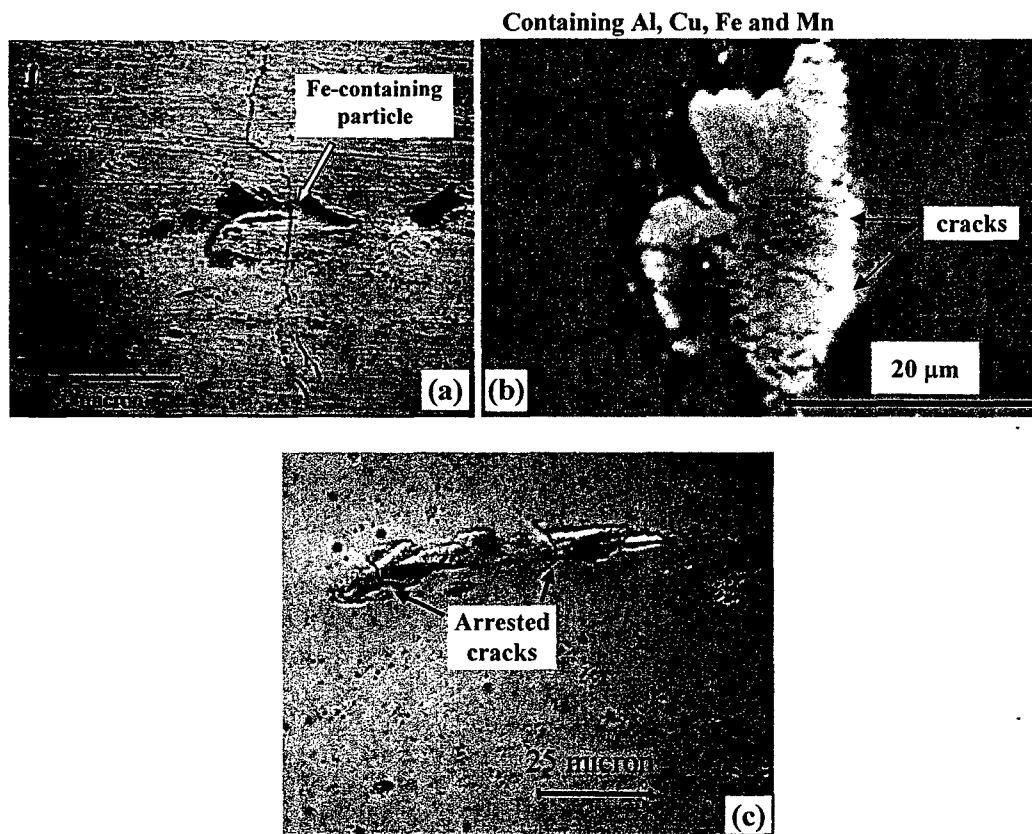 Containing Al, Cu, Fe and Mn
Fe-containing
particle
(a)
(b)
cracks
20 μm
Arrested
cracks
25 micron
(c)